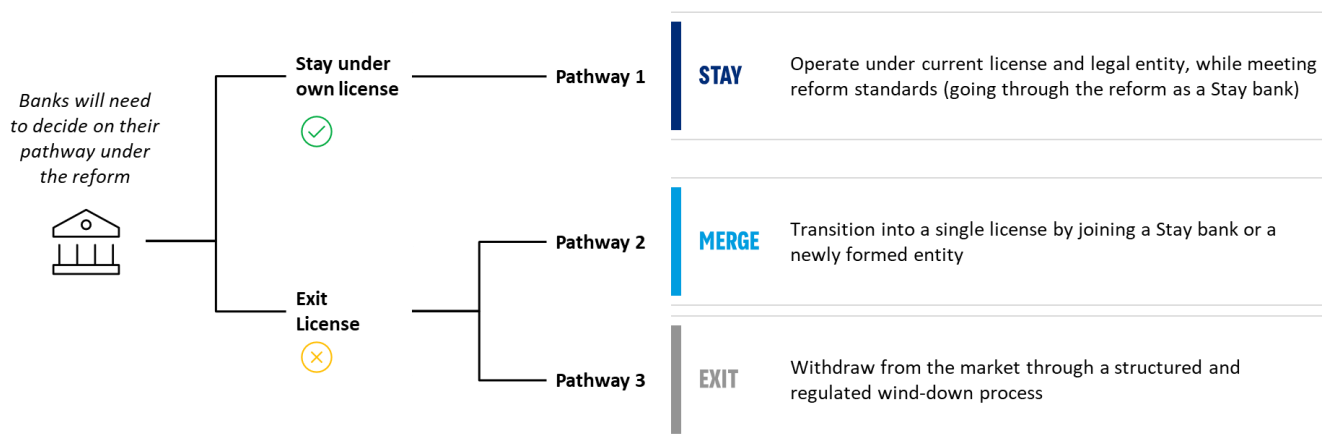 Banks will need
to decide on their
pathway under
the reform
Stay under
own license
Pathway 1
STAY
Operate under current license and legal entity, while meeting
reform standards (going through the reform as a Stay bank)
Exit
License
Pathway 2
MERGE
Transition into a single license by joining a Stay bank or a
newly formed entity
Pathway 3
EXIT
Withdraw from the market through a structured and
regulated wind-down process